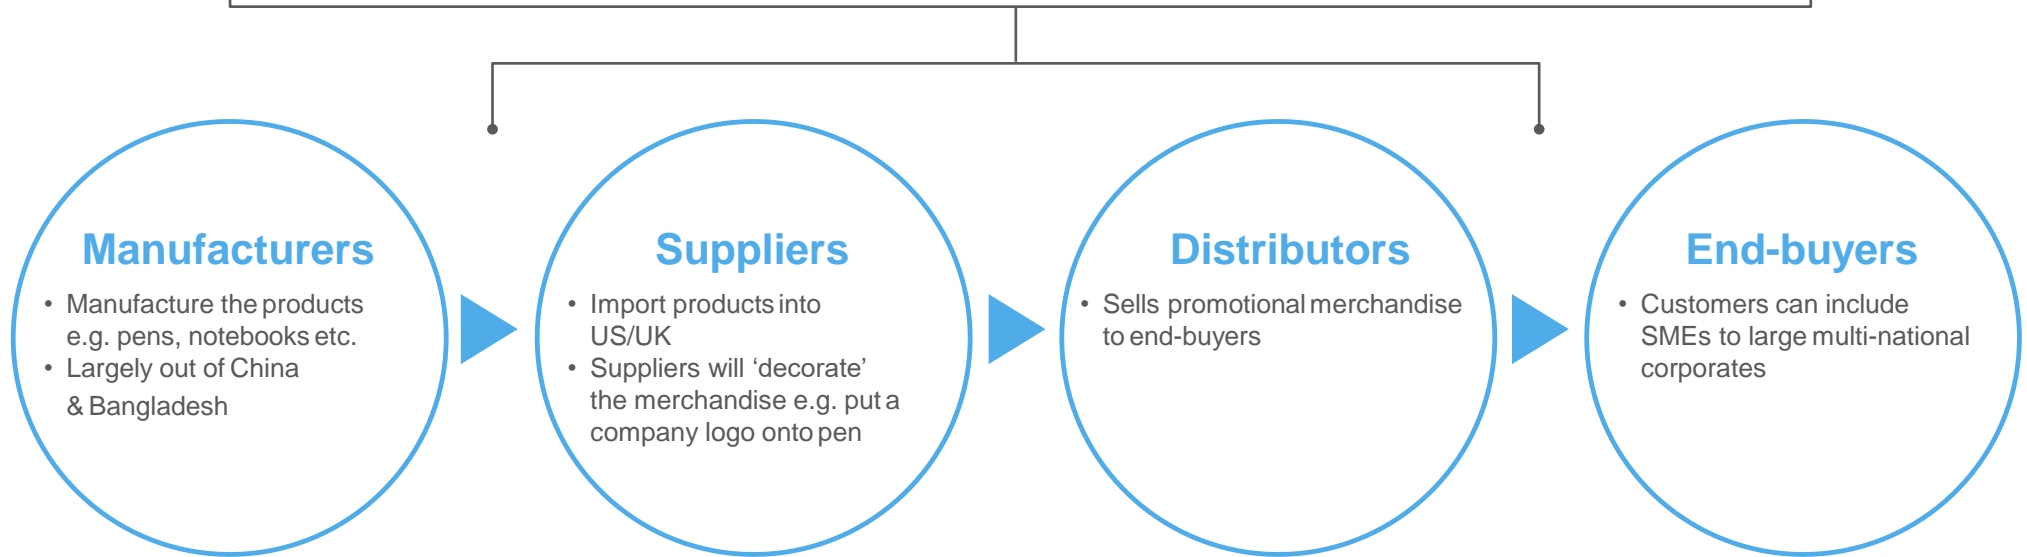 Manufacturers
• Manufacture the products
e.g. pens, notebooks etc.
• Largely out of China
& Bangladesh
Suppliers
• Import products into
US/UK
• Suppliers will ‘decorate’
the merchandise e.g. put a
company logo onto pen
Distributors
• Sells promotional merchandise
to end-buyers
End-buyers
• Customers can include
SMEs to large multi-national
corporates